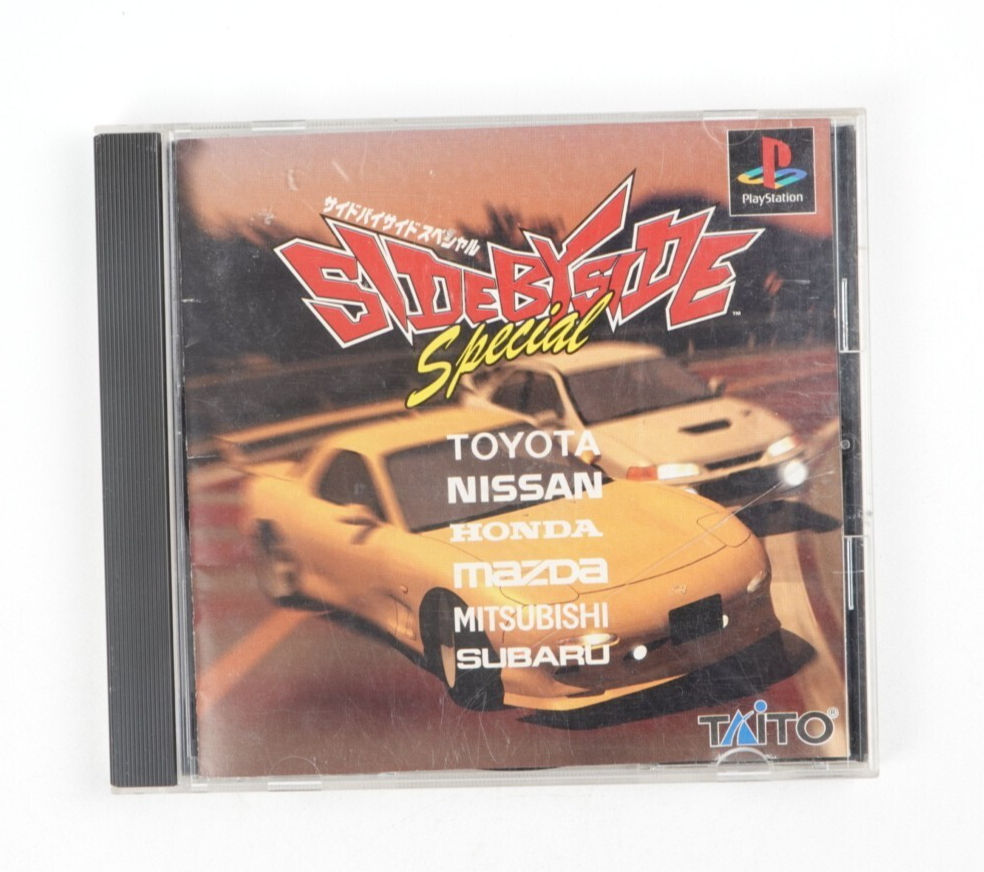 PlayStation
サイドバイサイドスペシャル
SIDE BY SIDE
TM
Special
TOYOTA
NISSAN
HONDA
mazda
MITSUBISHI
SUBARU
TAiTO®